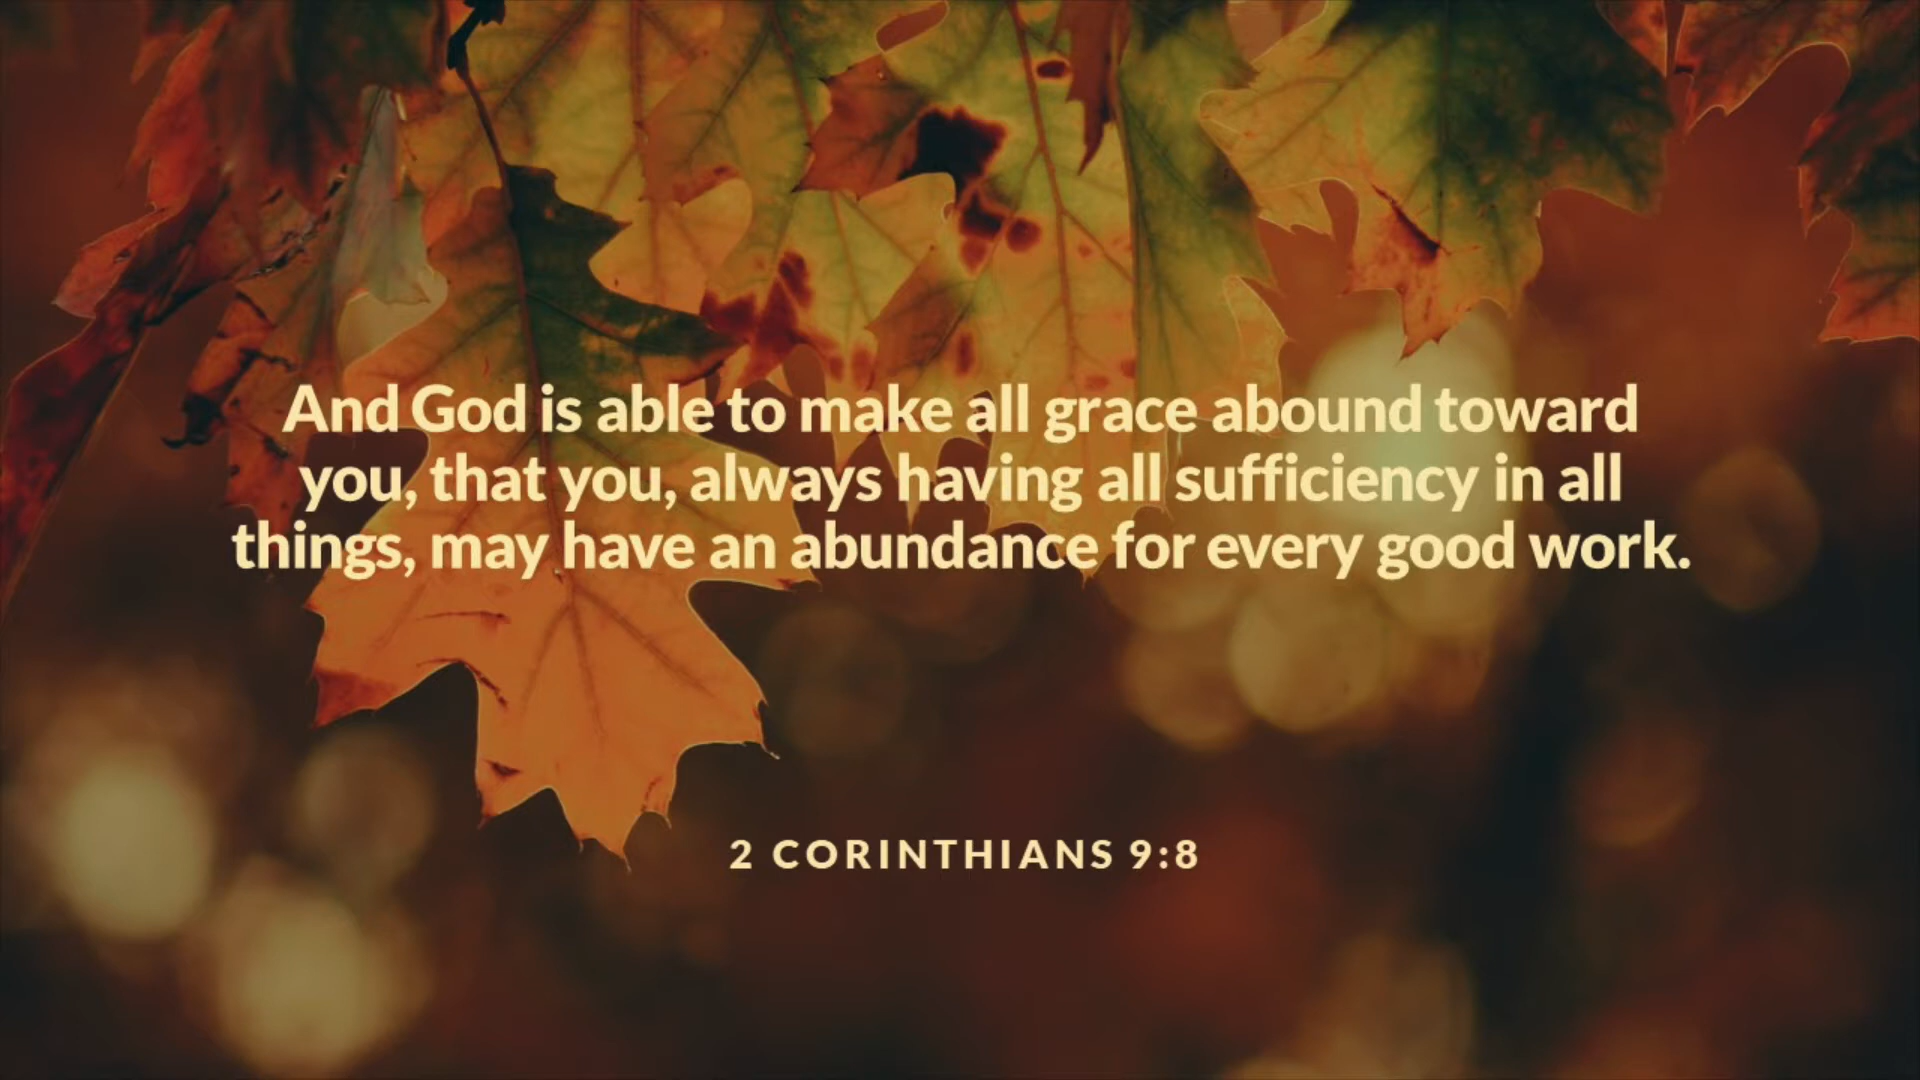 And God is able to make all grace abound toward
you, that you, always having all sufficiency in all
things, may have an abundance for every good work.
2 CORINTHIANS 9:8